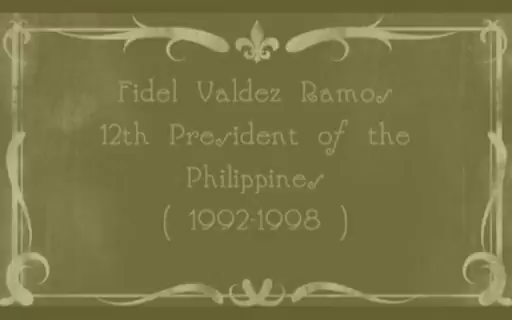 Fidel Valdez Ramos
12th President of the
Philippines
( 1992-1998 )